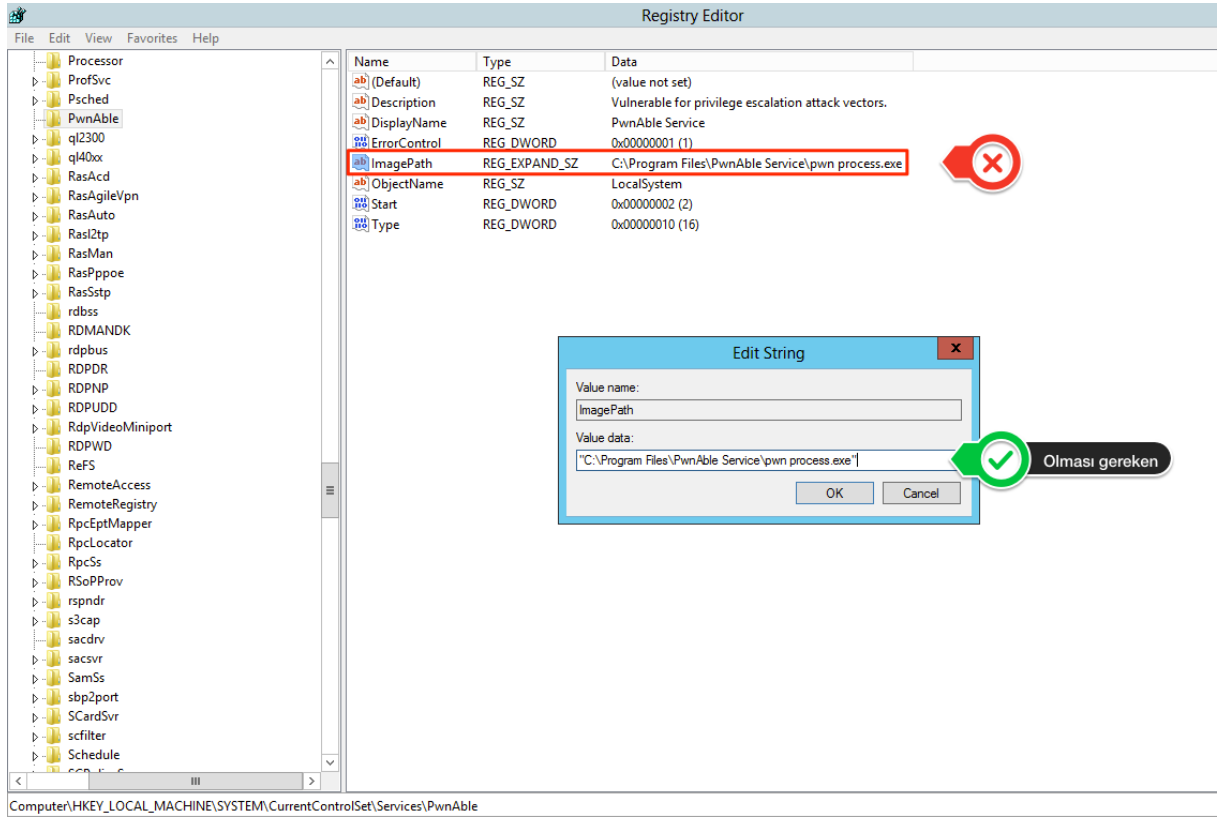 Registry Editor
File Edit View Favorites Help
Processor
ProfSvc
Psched
PwnAble
ql2300
ql40xx
RasAcd
RasAgileVpn
RasAuto
Rasl2tp
RasMan
RasPppoe
RasSstp
rdbss
RDMANDK
rdpbus
RDPDR
RDPNP
RDPUDD
RdpVideoMiniport
RDPWD
ReFS
RemoteAccess
RemoteRegistry
RpcEptMapper
RpcLocator
RpcSs
RSoPProv
rspndr
s3cap
sacdrv
sacsvr
SamSs
sbp2port
SCardSvr
scfilter
Schedule
Name Type Data
(Default) REG_SZ (value not set)
Description REG_SZ Vulnerable for privilege escalation attack vectors.
DisplayName REG_SZ PwnAble Service
ErrorControl REG_DWORD 0x00000001 (1)
ImagePath REG_EXPAND_SZ C:\Program Files\PwnAble Service\pwn process.exe
ObjectName REG_SZ LocalSystem
Start REG_DWORD 0x00000002 (2)
Type REG_DWORD 0x00000010 (16)
Edit String
Value name:
ImagePath
Value data:
"C:\Program Files\PwnAble Service\pwn process.exe"
OK Cancel
Olması gereken
Computer\HKEY_LOCAL_MACHINE\SYSTEM\CurrentControlSet\Services\PwnAble